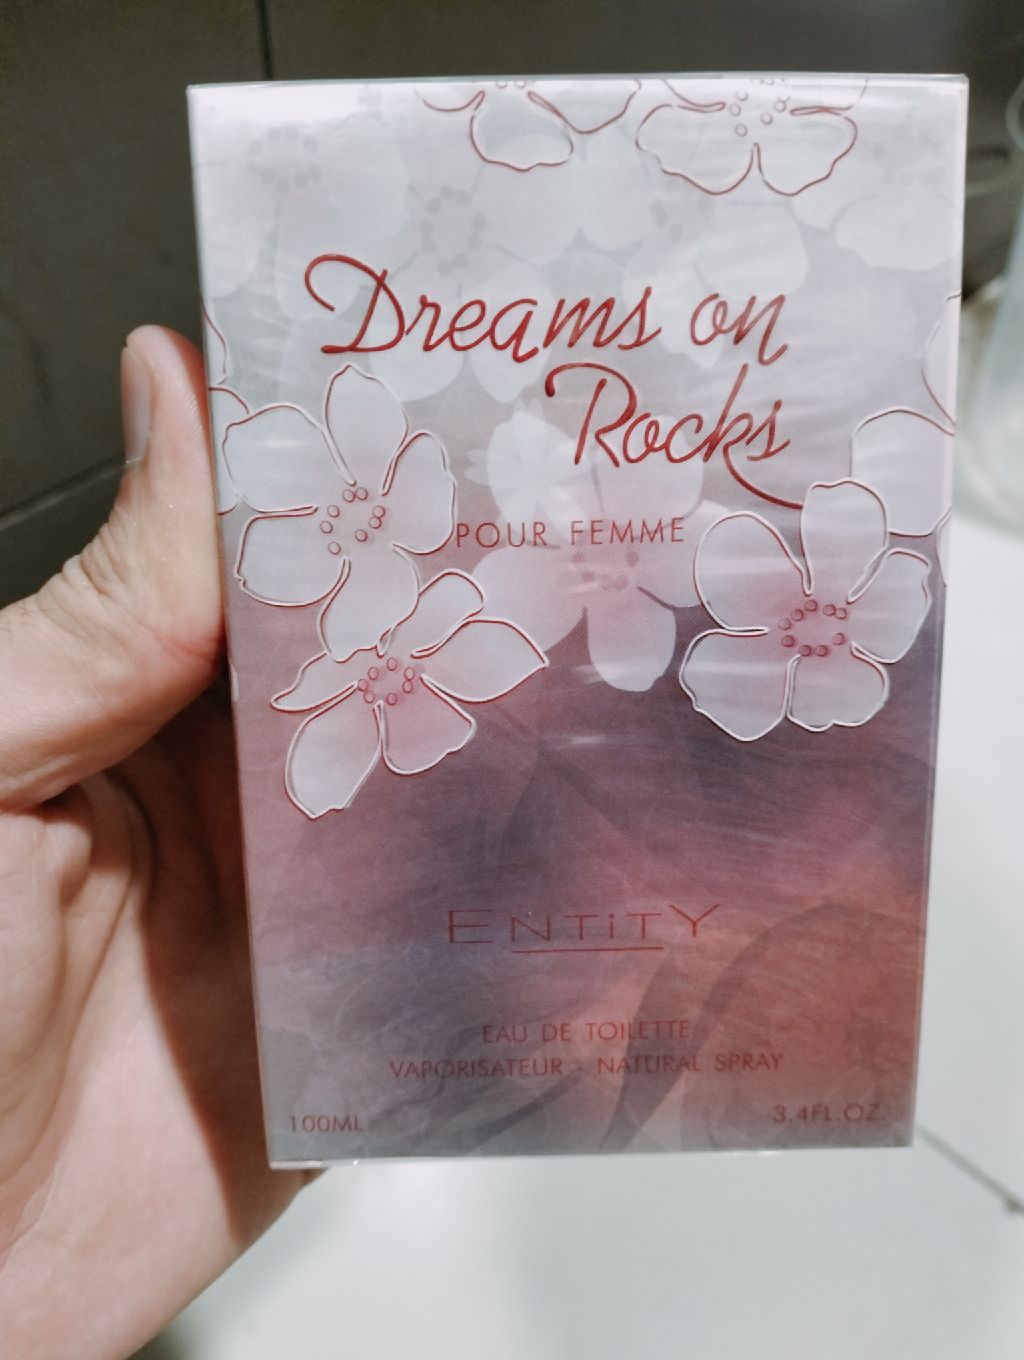 Dreams on
Rocks
POUR FEMME
ENTiTY
EAU DE TOILETTE
VAPORISATEUR - NATURAL SPRAY
100ML
3.4FL.OZ.